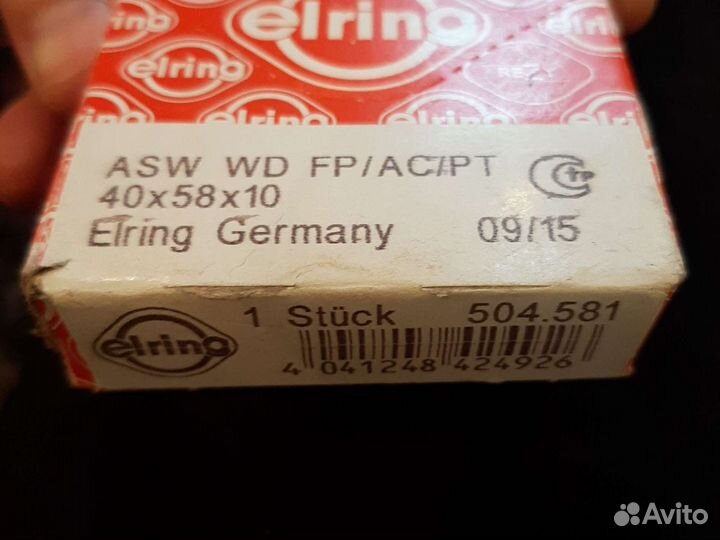 elring
elring
ASW WD FP/AC/PT
40x58x10
Elring Germany 09/15
elring
1 Stück 504.581
4 041248 424926
Avito